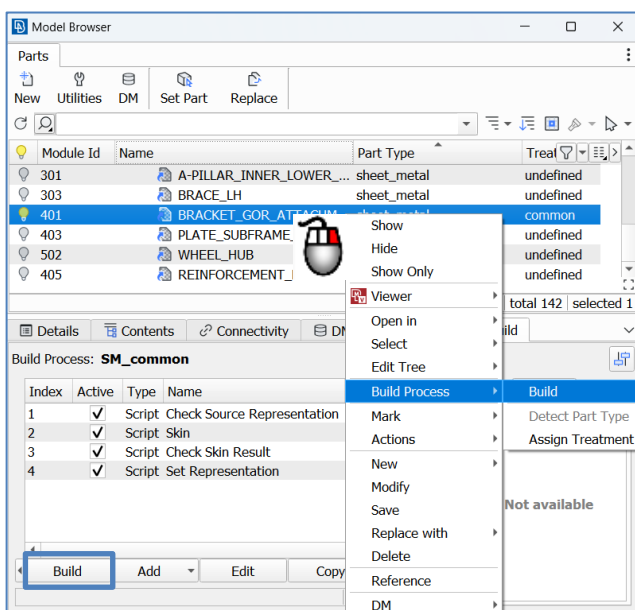 Model Browser
Parts
New Utilities DM Set Part Replace
Module Id Name Part Type Treat
301 A-PILLAR_INNER_LOWER_... sheet_metal undefined
303 BRACE_LH sheet_metal undefined
401 BRACKET_GOR_ATTACHM sheet_metal common
403 PLATE_SUBFRAME_ undefined
502 WHEEL_HUB undefined
405 REINFORCEMENT_ undefined
total 142 selected 1
Show
Hide
Show Only
Viewer
Open in
Select
Edit Tree
Build Process
Mark
Actions
New
Modify
Save
Replace with
Delete
Reference
DM
Build
Detect Part Type
Assign Treatment
Details Contents Connectivity DM ild
Build Process: SM_common
Index Active Type Name
1 Script Check Source Representation
2 Script Skin
3 Script Check Skin Result
4 Script Set Representation
Not available
Build Add Edit Copy